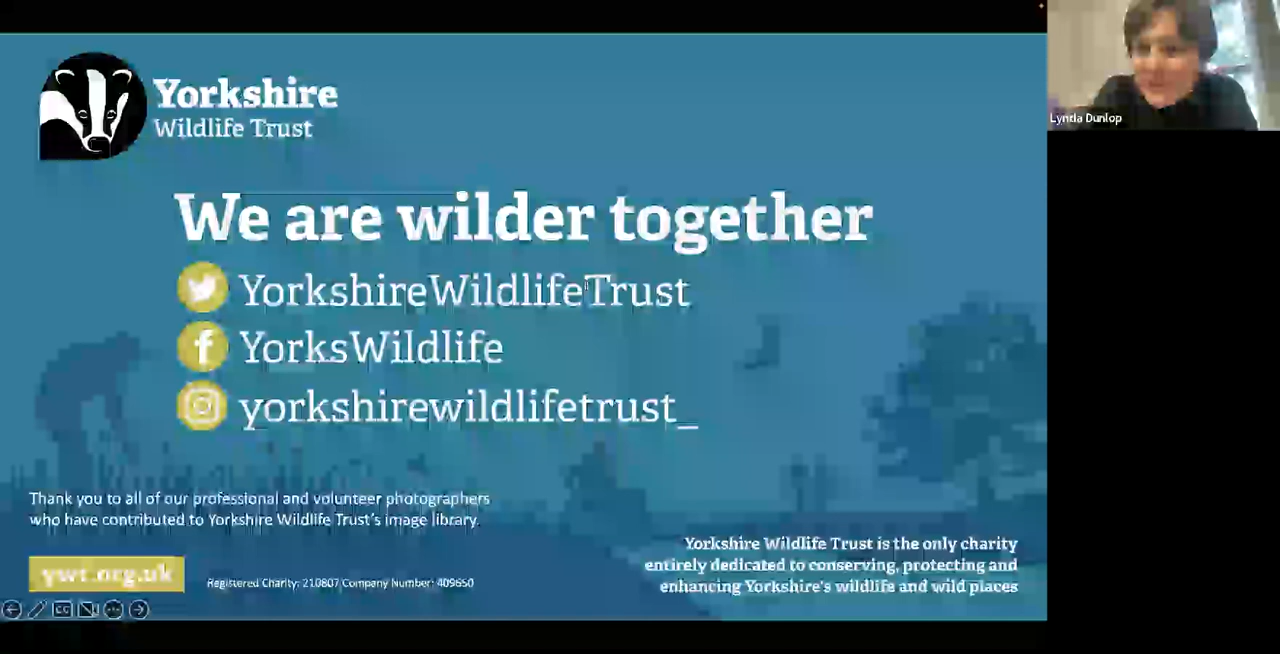 Yorkshire
Wildlife Trust
Lynda Dunlop
We are wilder together
YorkshireWildlifeTrust
YorksWildlife
yorkshirewildlifetrust_
Thank you to all of our professional and volunteer photographers
who have contributed to Yorkshire Wildlife Trust's image library.
Yorkshire Wildlife Trust is the only charity
entirely dedicated to conserving, protecting and
enhancing Yorkshire's wildlife and wild places
ywt.org.uk
Registered Charity: 210807 Company Number: 409650
CC